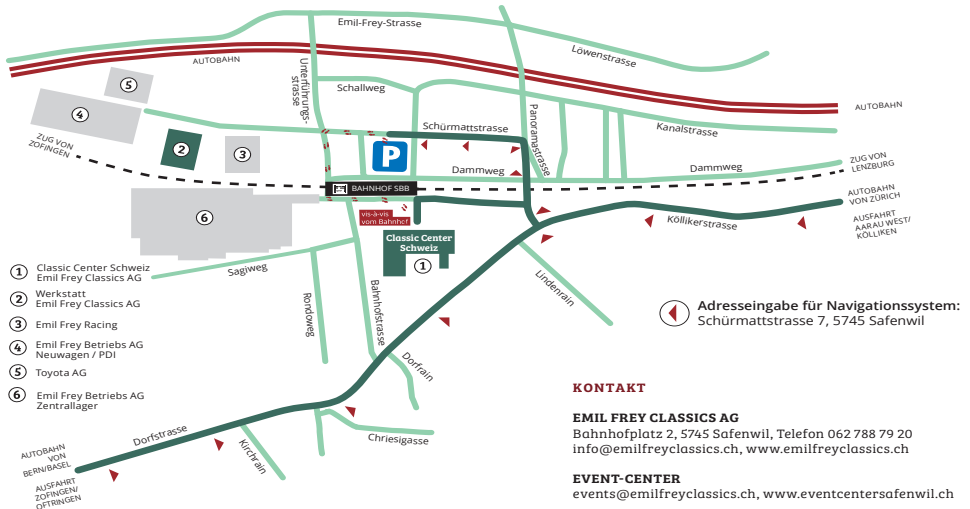 Emil-Frey-Strasse
Löwenstrasse
AUTOBAHN
Unterführungs-
strasse
Schallweg
5
4
AUTOBAHN
Panoramastrasse
Schürmattstrasse
Kanalstrasse
ZUG VON
ZOFINGEN
2
3
P
Dammweg
Dammweg
ZUG VON
LENZBURG
BAHNHOF SBB
AUTOBAHN
VON ZÜRICH
6
vis-à-vis
vom Bahnhof
Köllikerstrasse
AUSFAHRT
AARAU WEST/
KÖLLIKEN
Classic Center
Schweiz
1
Sagiweg
Rondoweg
Bahnhofstrasse
Lindenrain
1 Classic Center Schweiz
Emil Frey Classics AG
2 Werkstatt
Emil Frey Classics AG
3 Emil Frey Racing
4 Emil Frey Betriebs AG
Neuwagen / PDI
5 Toyota AG
6 Emil Frey Betriebs AG
Zentrallager
Adresseingabe für Navigationssystem:
Schürmattstrasse 7, 5745 Safenwil
Dorfrain
Dorfstrasse
Kirchrain
Chriesigasse
AUTOBAHN
VON
BERN/BASEL
AUSFAHRT
ZOFINGEN/
OFTRINGEN
KONTAKT
EMIL FREY CLASSICS AG
Bahnhofplatz 2, 5745 Safenwil, Telefon 062 788 79 20
info@emilfreyclassics.ch, www.emilfreyclassics.ch
EVENT-CENTER
events@emilfreyclassics.ch, www.eventcentersafenwil.ch